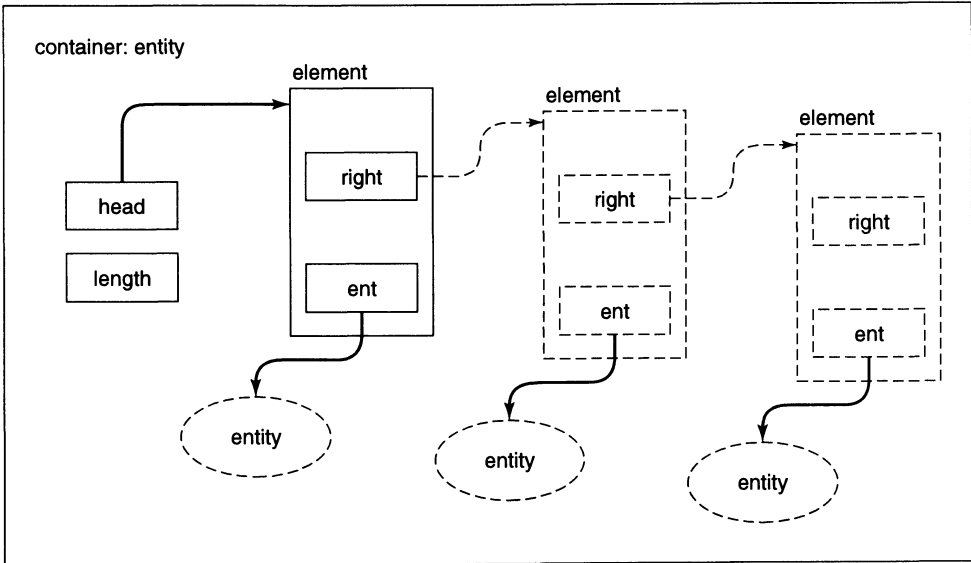 container: entity
element
element
element
right
right
right
head
length
ent
ent
ent
entity
entity
entity